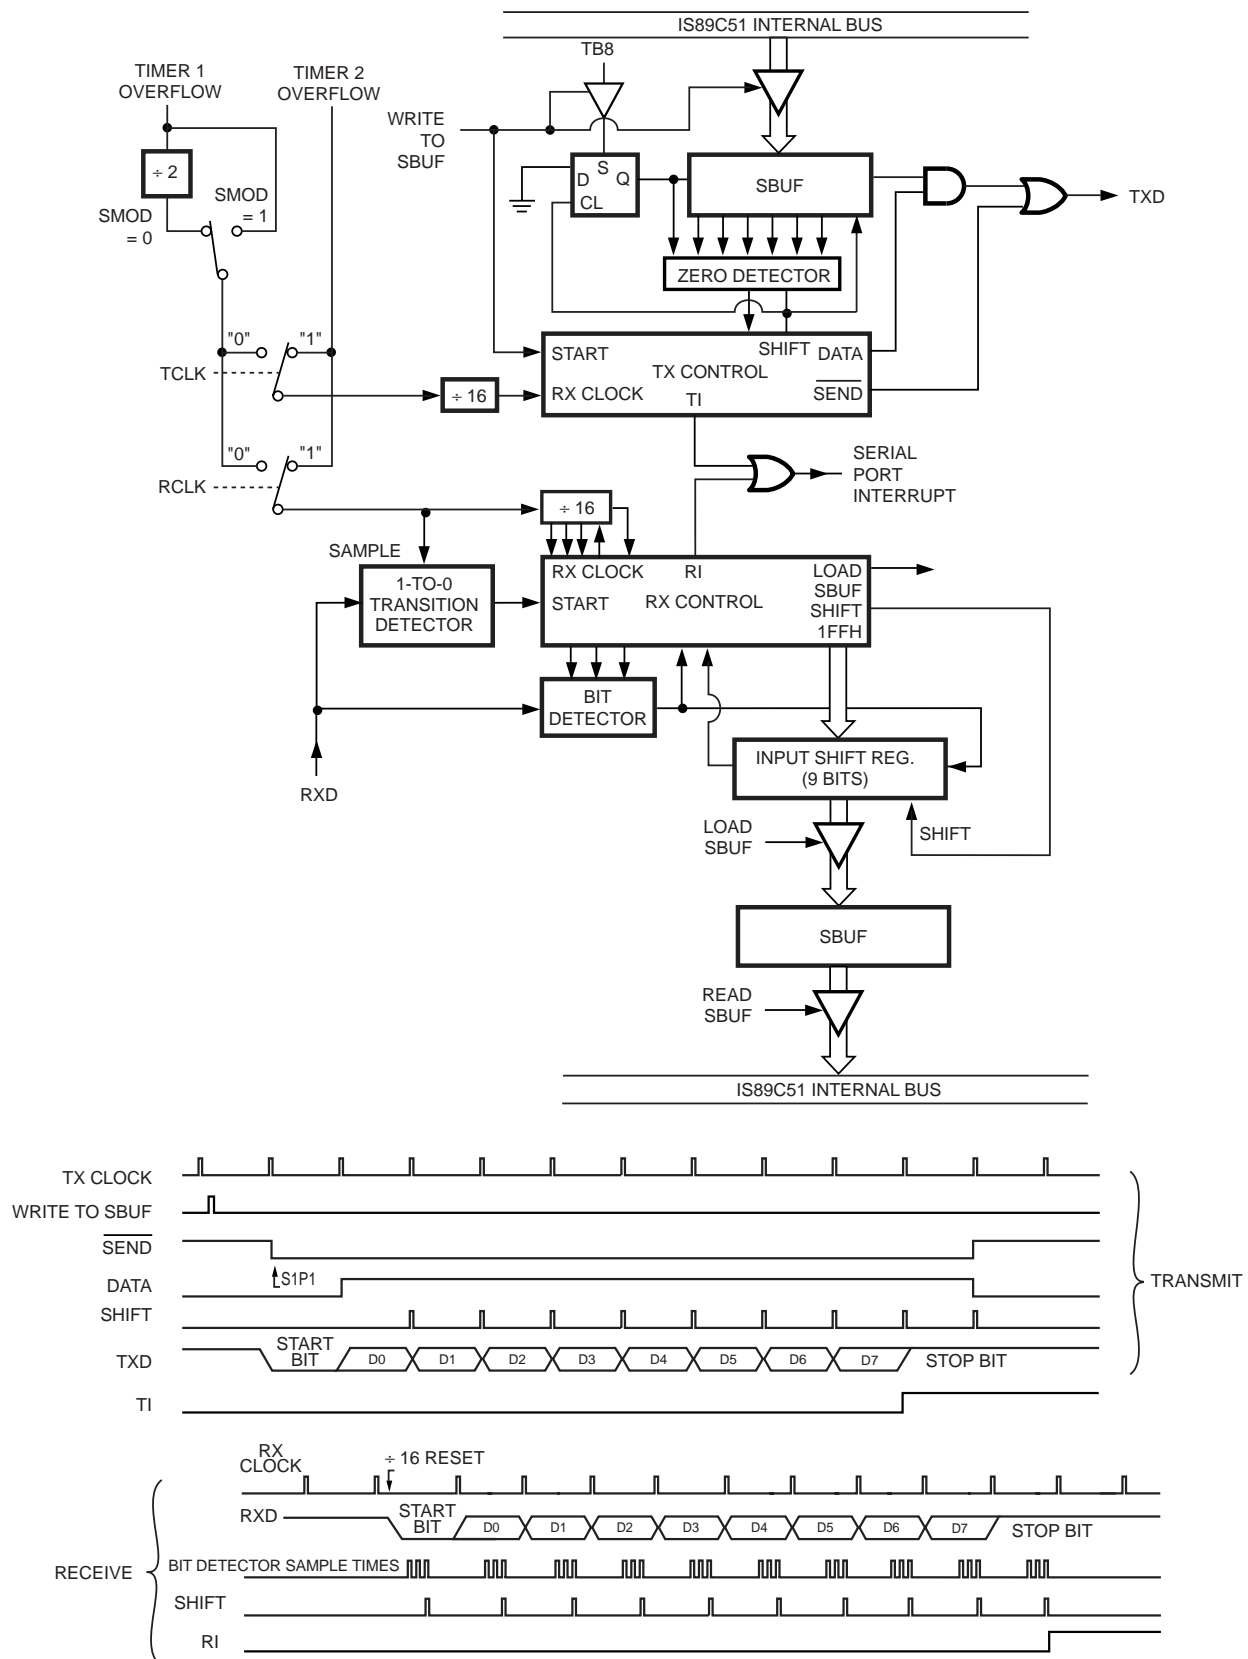 IS89C51 INTERNAL BUS
TB8
TIMER 1
OVERFLOW
TIMER 2
OVERFLOW
WRITE
TO
SBUF
÷ 2
SMOD
= 1
SMOD
= 0
S
D
Q
CL
SBUF
TXD
ZERO DETECTOR
"0"
"1"
TCLK
START
SHIFT
DATA
TX CONTROL
RX CLOCK
TI
SEND
÷ 16
"0"
"1"
RCLK
SERIAL
PORT
INTERRUPT
÷ 16
SAMPLE
1-TO-0
TRANSITION
DETECTOR
RX CLOCK
RI
START
RX CONTROL
LOAD
SBUF
SHIFT
1FFH
BIT
DETECTOR
RXD
INPUT SHIFT REG.
(9 BITS)
LOAD
SBUF
SHIFT
SBUF
READ
SBUF
IS89C51 INTERNAL BUS
TX CLOCK
WRITE TO SBUF
SEND
S1P1
DATA
SHIFT
TXD
START
BIT
D0
D1
D2
D3
D4
D5
D6
D7
STOP BIT
TI
TRANSMIT
RX
CLOCK
÷ 16 RESET
RXD
START
BIT
D0
D1
D2
D3
D4
D5
D6
D7
STOP BIT
BIT DETECTOR SAMPLE TIMES
SHIFT
RI
RECEIVE